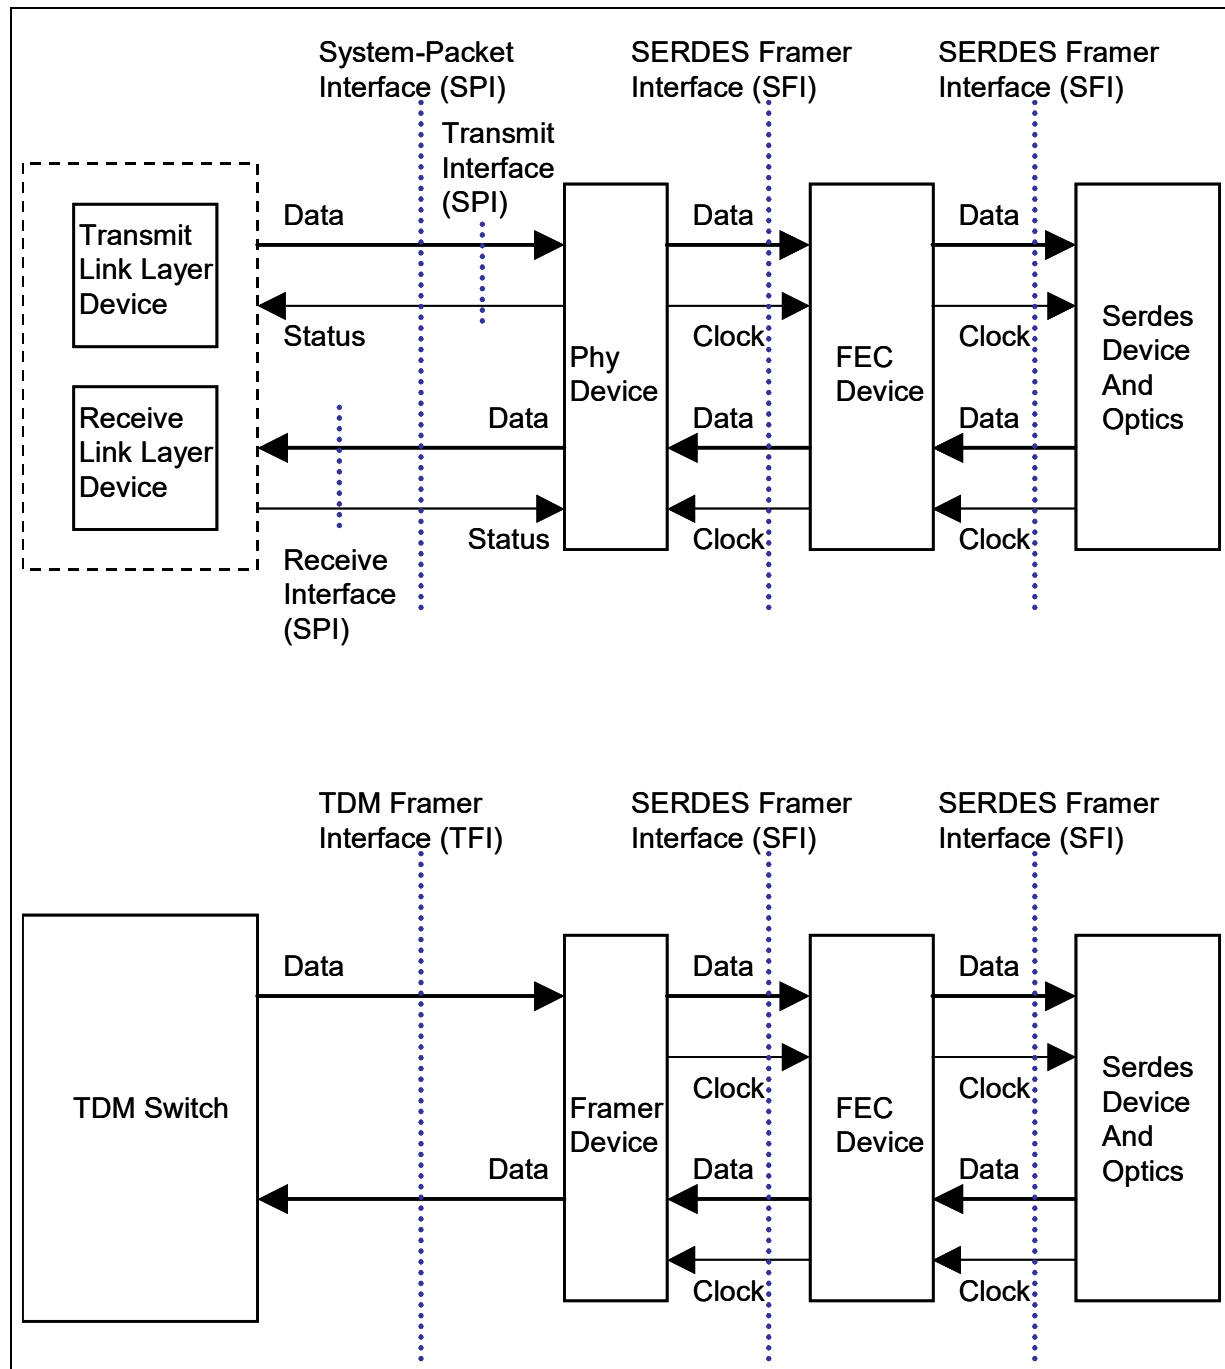 System-Packet
Interface (SPI)
SERDES Framer
Interface (SFI)
SERDES Framer
Interface (SFI)
Transmit
Interface
(SPI)
Transmit
Link Layer
Device
Data
Status
Receive
Link Layer
Device
Data
Status
Receive
Interface
(SPI)
Phy
Device
Data
Clock
Data
Clock
FEC
Device
Data
Clock
Data
Clock
Serdes
Device
And
Optics
TDM Framer
Interface (TFI)
SERDES Framer
Interface (SFI)
SERDES Framer
Interface (SFI)
TDM Switch
Data
Data
Framer
Device
Data
Clock
Data
Clock
FEC
Device
Data
Clock
Data
Clock
Serdes
Device
And
Optics